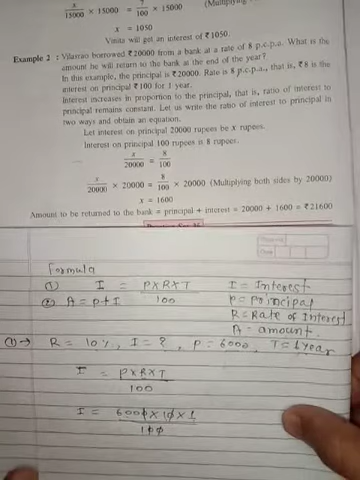 x/15000 × 15000 = 7/100 × 15000 (Multiplying
x = 1050
Vinita will get an interest of ₹1050.
Example 2 : Vilasrao borrowed ₹20000 from a bank at a rate of 8 p.c.p.a. What is the
amount he will return to the bank at the end of the year?
In this example, the principal is ₹20000. Rate is 8 p.c.p.a., that is, ₹8 is the
interest on principal ₹100 for 1 year.
Interest increases in proportion to the principal, that is, ratio of interest to
principal remains constant. Let us write the ratio of interest to principal in
two ways and obtain an equation.
Let interest on principal 20000 rupees be x rupees.
Interest on principal 100 rupees is 8 rupees.
x/20000 = 8/100
x/20000 × 20000 = 8/100 × 20000 (Multiplying both sides by 20000)
x = 1600
Amount to be returned to the bank = principal + interest = 20000 + 1600 = ₹21600
Formula
(1) I = P×R×T/100 I = Interest
(2) A = P+I P = Principal
R = Rate of Interest
A = amount.
(1)→ R = 10%, I = ?, P = 6000, T = 1 year
I = P×R×T/100
I = 6000×10×1/100